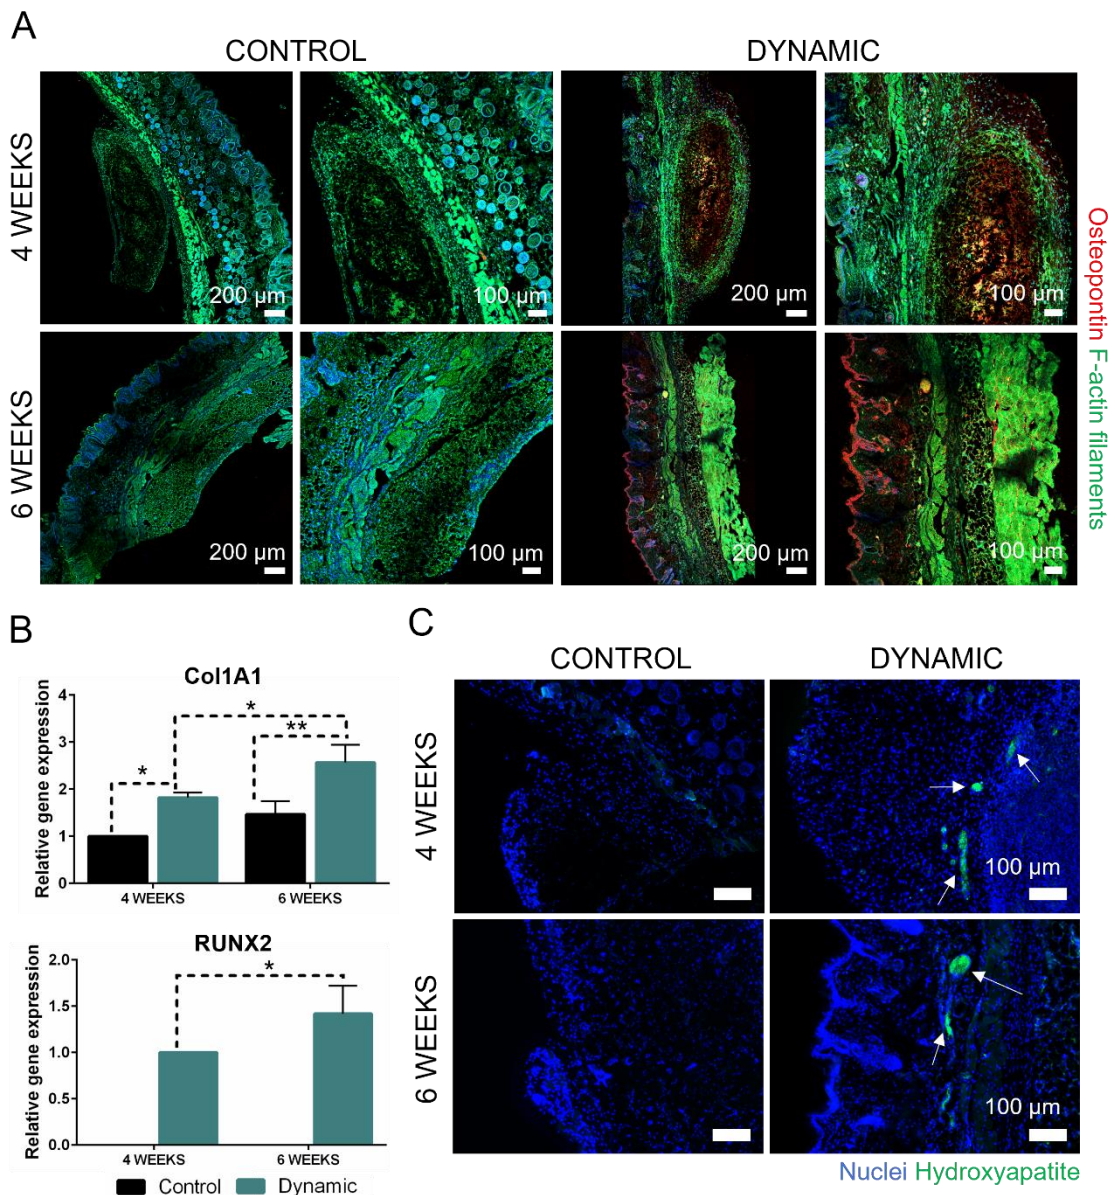 A
CONTROL
DYNAMIC
4 WEEKS
200 µm
100 µm
200 µm
100 µm
6 WEEKS
200 µm
100 µm
200 µm
100 µm
Osteopontin F-actin filaments
B
Col1A1
Relative gene expression
4
3
2
1
0
*
*
**
4 WEEKS
6 WEEKS
RUNX2
Relative gene expression
2.0
1.5
1.0
0.5
0.0
*
4 WEEKS
6 WEEKS
Control
Dynamic
C
CONTROL
DYNAMIC
4 WEEKS
100 µm
6 WEEKS
100 µm
Nuclei Hydroxyapatite